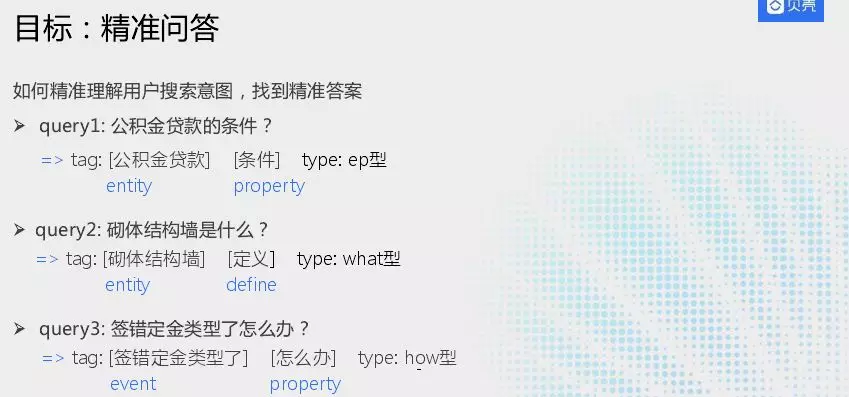 贝壳
目标：精准问答
如何精准理解用户搜索意图，找到精准答案
➢ query1: 公积金贷款的条件？
=> tag: [公积金贷款] [条件] type: ep型
entity property
➢ query2: 砌体结构墙是什么？
=> tag: [砌体结构墙] [定义] type: what型
entity define
➢ query3: 签错定金类型了怎么办？
=> tag: [签错定金类型了] [怎么办] type: how型
event property